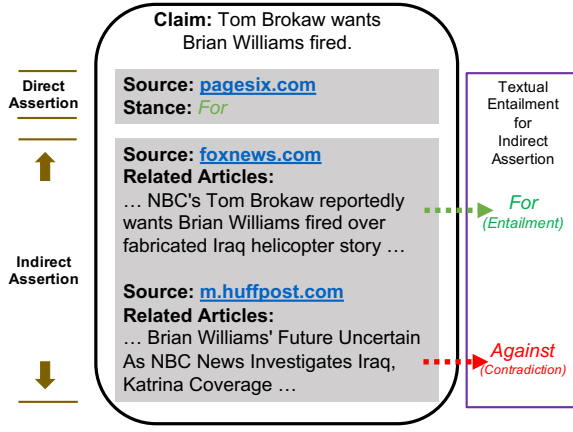 Claim: Tom Brokaw wants
Brian Williams fired.
Direct
Assertion
Source: pagesix.com
Stance: For
Indirect
Assertion
Source: foxnews.com
Related Articles:
… NBC's Tom Brokaw reportedly
wants Brian Williams fired over
fabricated Iraq helicopter story …
Source: m.huffpost.com
Related Articles:
… Brian Williams' Future Uncertain
As NBC News Investigates Iraq,
Katrina Coverage …
Textual
Entailment
for
Indirect
Assertion
For
(Entailment)
Against
(Contradiction)